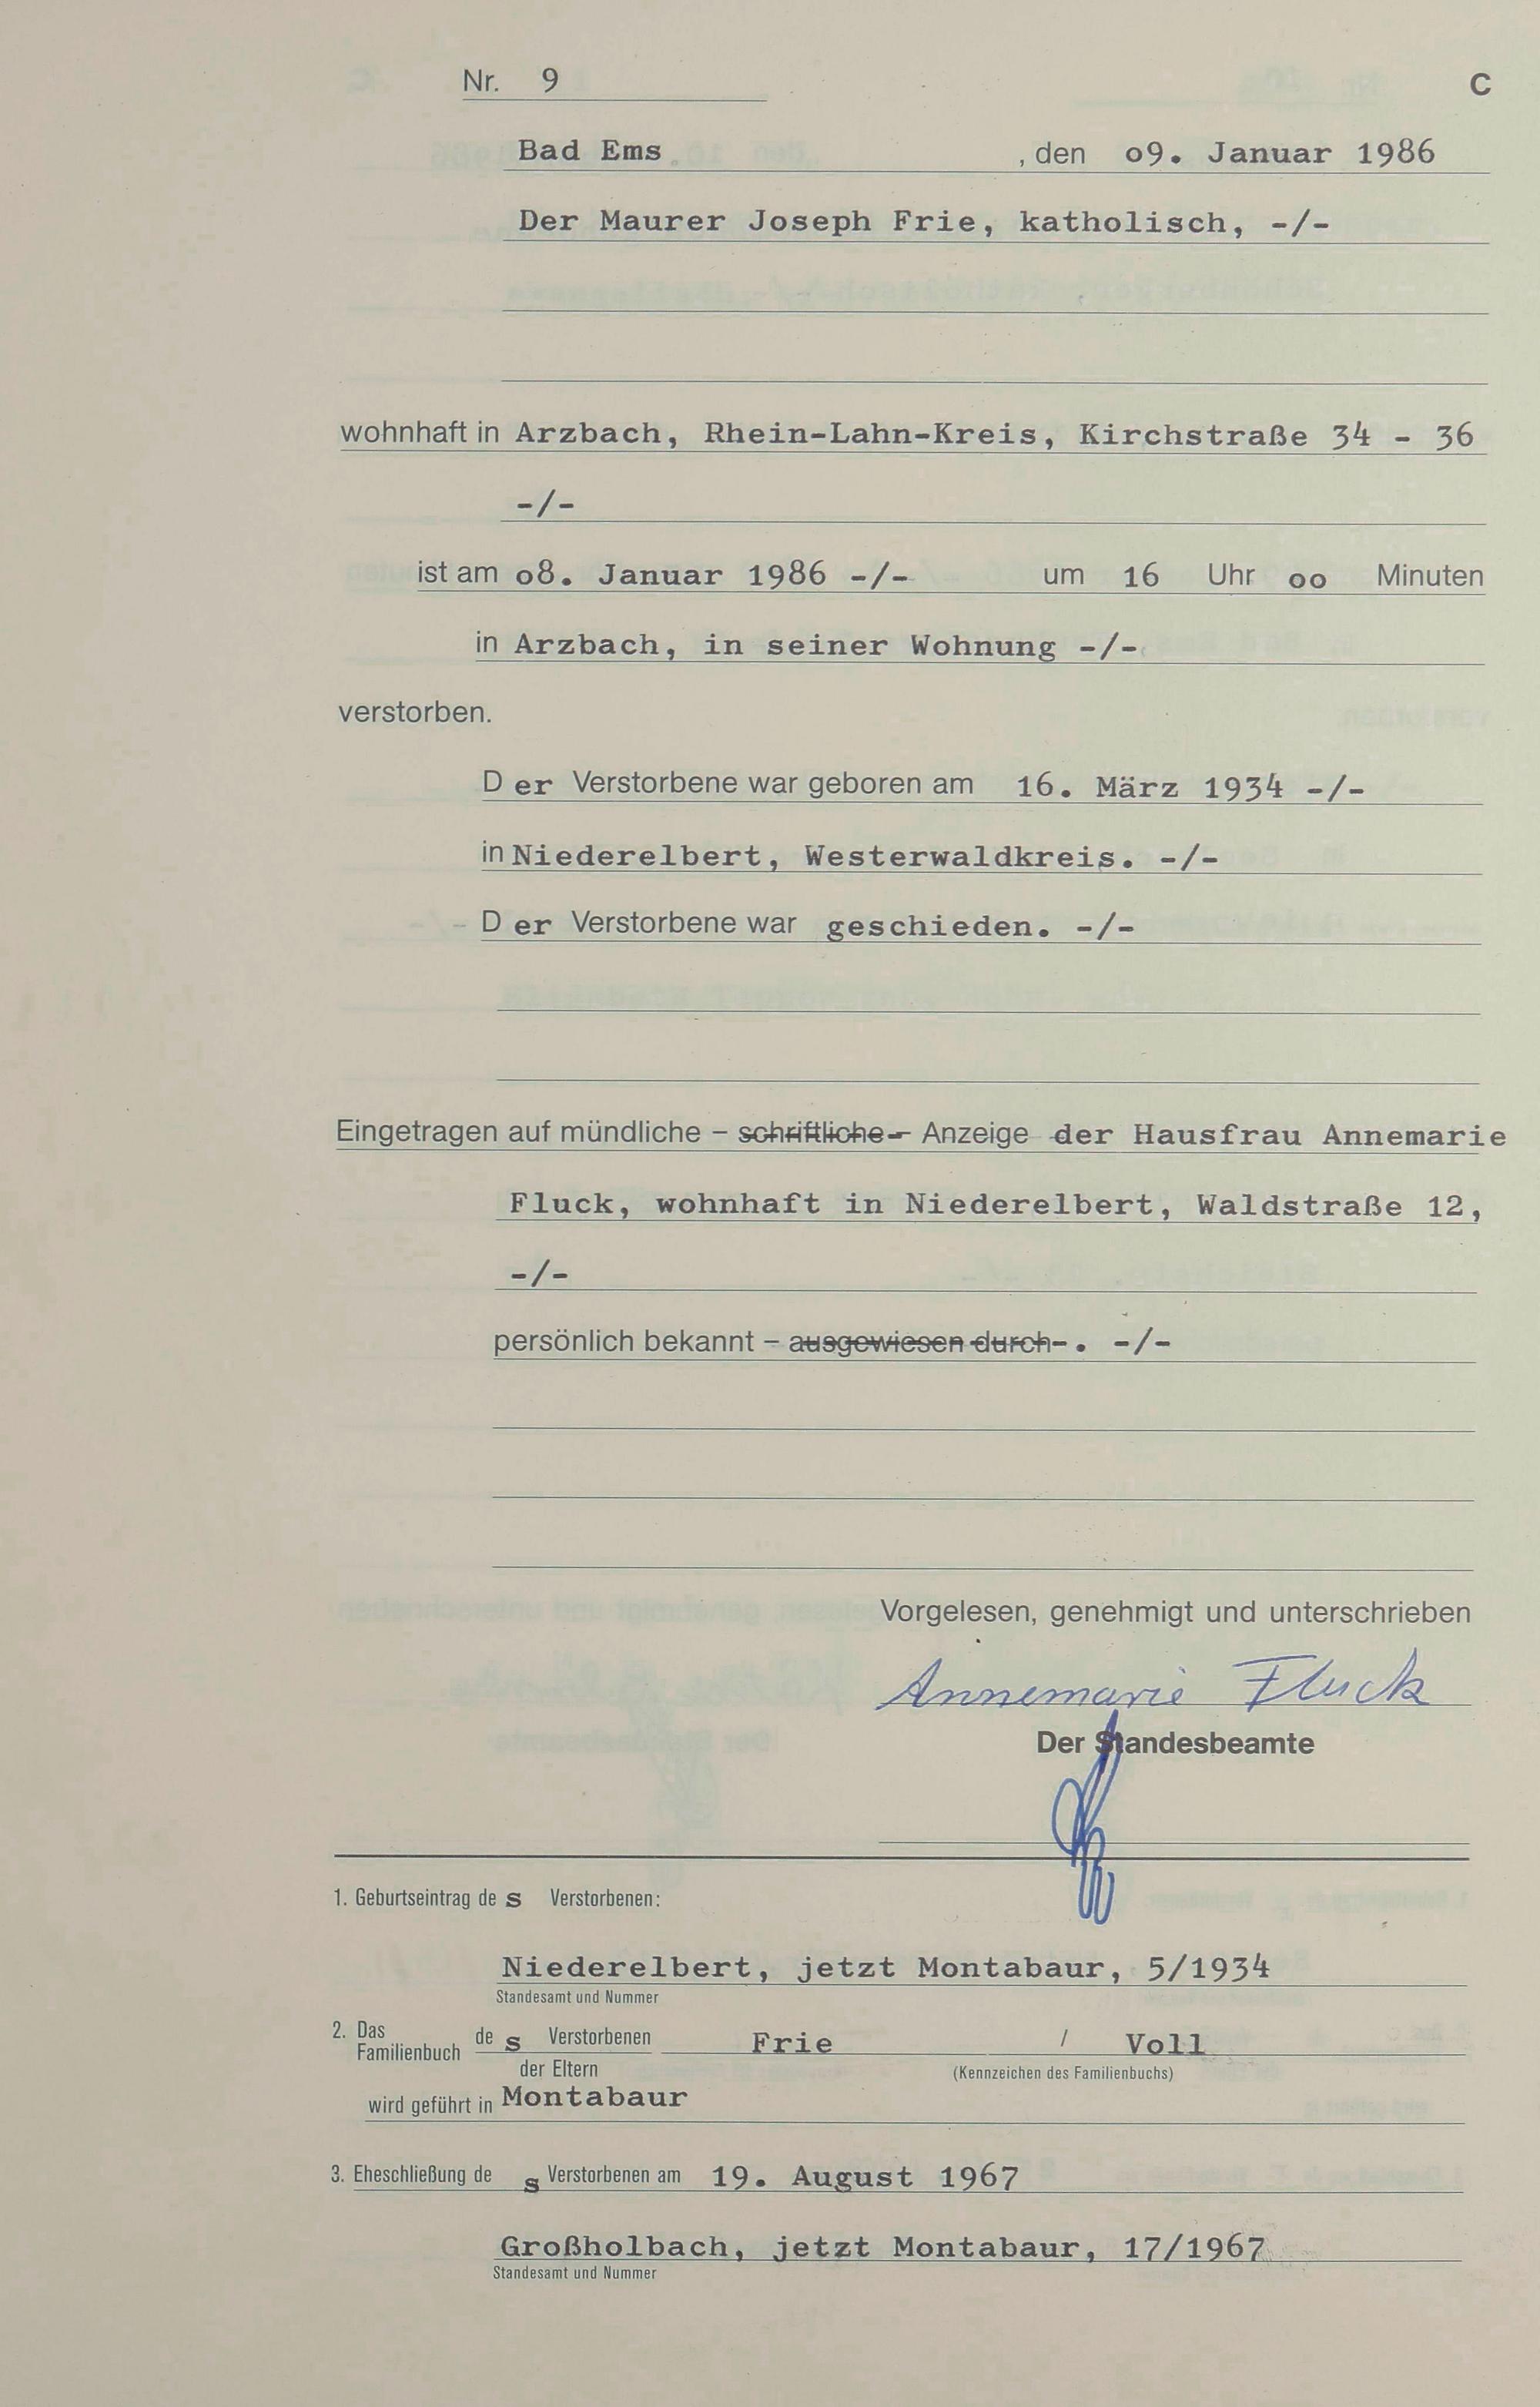 Nr. 9 C
Bad Ems , den o9. Januar 1986
Der Maurer Joseph Frie, katholisch, -/-
wohnhaft in Arzbach, Rhein-Lahn-Kreis, Kirchstraße 34 - 36
-/-
ist am o8. Januar 1986 -/- um 16 Uhr oo Minuten
in Arzbach, in seiner Wohnung -/-
verstorben.
Der Verstorbene war geboren am 16. März 1934 -/-
in Niederelbert, Westerwaldkreis. -/-
Der Verstorbene war geschieden. -/-
Eingetragen auf mündliche – schriftliche – Anzeige der Hausfrau Annemarie
Fluck, wohnhaft in Niederelbert, Waldstraße 12,
-/-
persönlich bekannt – ausgewiesen durch - . -/-
Vorgelesen, genehmigt und unterschrieben
Annemarie Fluck
Der Standesbeamte
1. Geburtseintrag des Verstorbenen:
Niederelbert, jetzt Montabaur, 5/1934
Standesamt und Nummer
2. Das Familienbuch des Verstorbenen Frie / Voll
der Eltern (Kennzeichen des Familienbuchs)
wird geführt in Montabaur
3. Eheschließung des Verstorbenen am 19. August 1967
Großholbach, jetzt Montabaur, 17/1967
Standesamt und Nummer